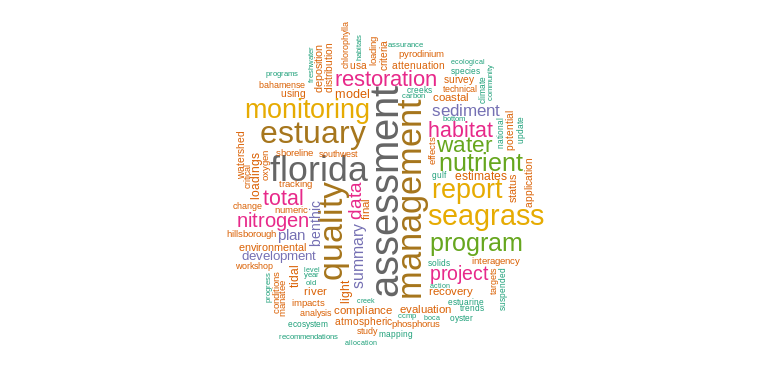 assurance
chlorophylla
habitats
loading
criteria
pyrodinium
freshwater
deposition
distribution
usa
attenuation
ecological
species
programs
restoration
survey
bahamense
using
model
creeks
technical
carbon
coastal
climate
community
monitoring
sediment
estuary
assessment
management
habitat
bottom
national
potential
update
water
effects
watershed
critical
oxygen
shoreline
southwest
florida
nutrient
gulf
estimates
loadings
tracking
quality
data
report
status
application
total
change
numeric
final
seagrass
nitrogen
hillsborough
plan
benthic
summary
program
environmental
development
solids
interagency
workshop
tidal
level
year
old
light
project
targets
suspended
progress
conditions
manatee
river
action
recovery
impacts
creek
estuarine
analysis
compliance
evaluation
trends
ccmp
boca
oyster
ecosystem
atmospheric
phosphorus
study
mapping
recommendations
allocation